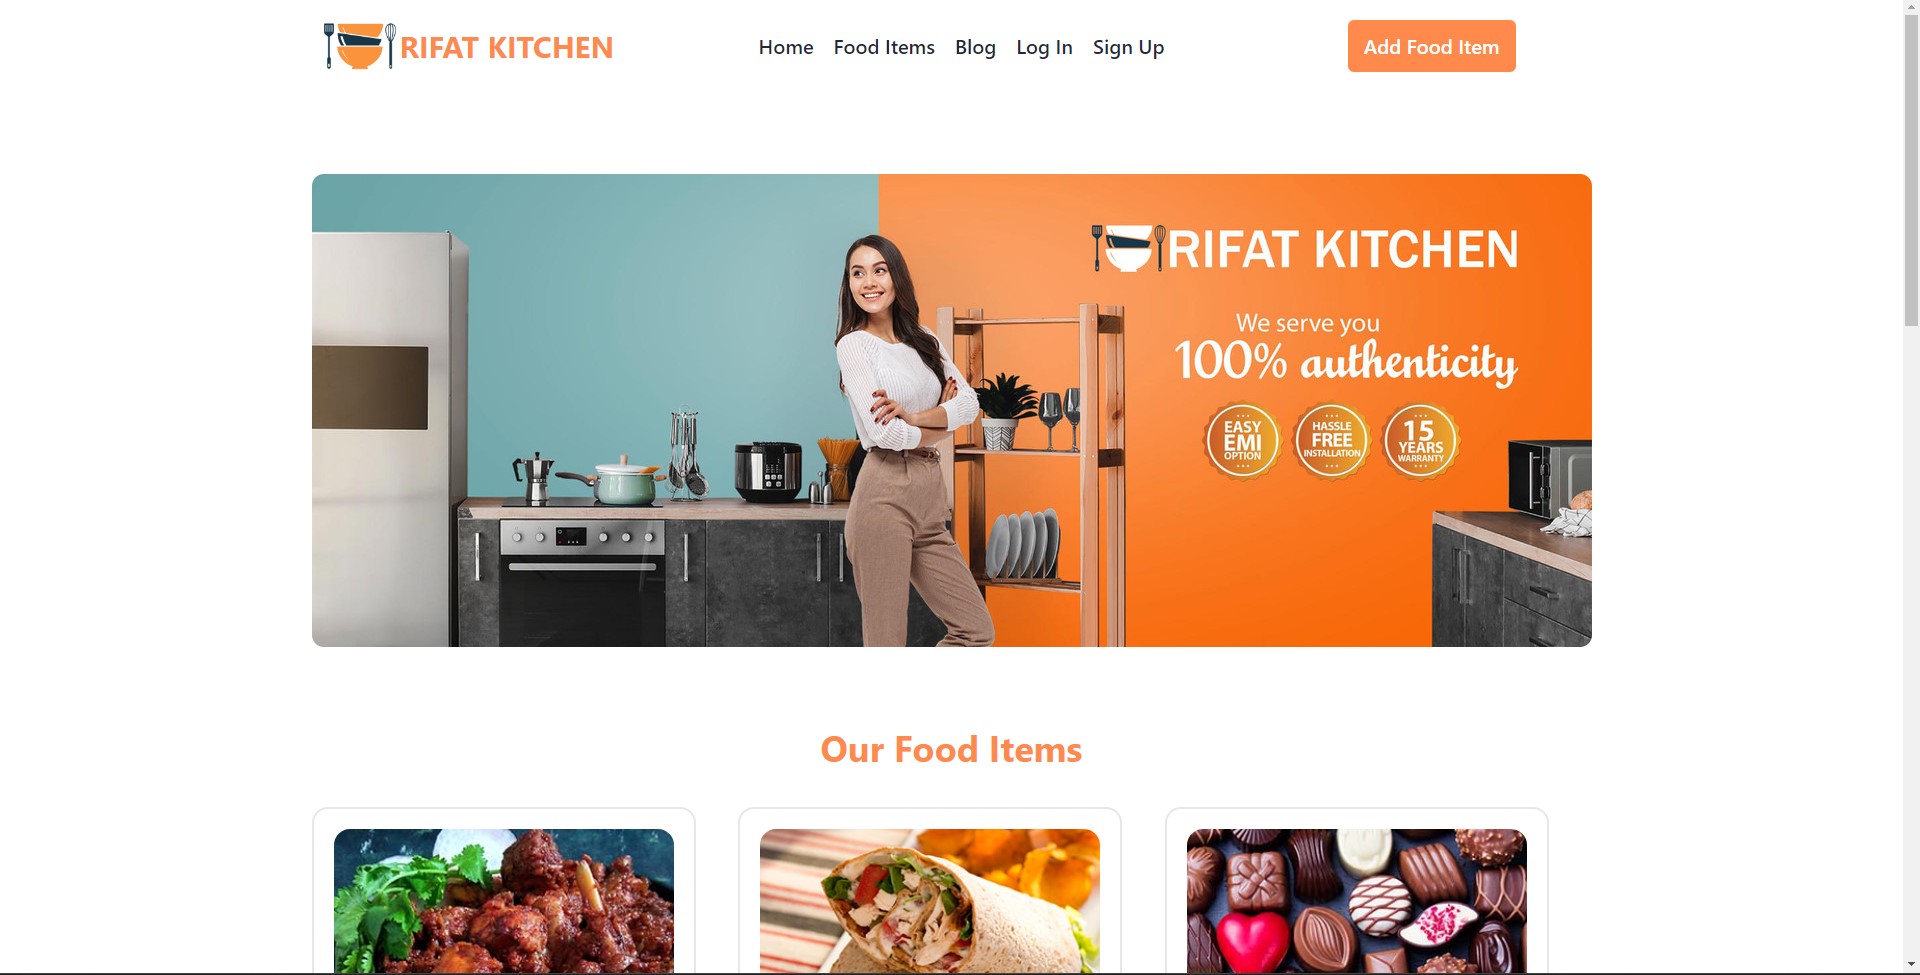 RIFAT KITCHEN
Home Food Items Blog Log In Sign Up
Add Food Item
RIFAT KITCHEN
We serve you
100% authenticity
EASY
EMI
OPTION
HASSLE
FREE
INSTALLATION
15
YEARS
WARRANTY
Our Food Items